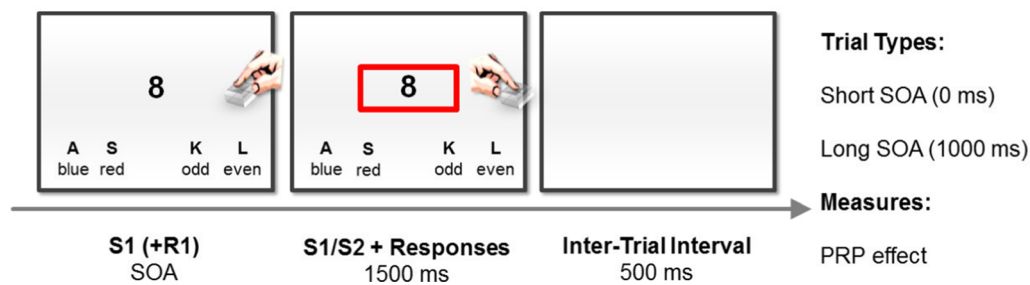 8
A S K L
blue red odd even
8
A S K L
blue red odd even
S1 (+R1)
SOA
S1/S2 + Responses
1500 ms
Inter-Trial Interval
500 ms
Trial Types:
Short SOA (0 ms)
Long SOA (1000 ms)
Measures:
PRP effect